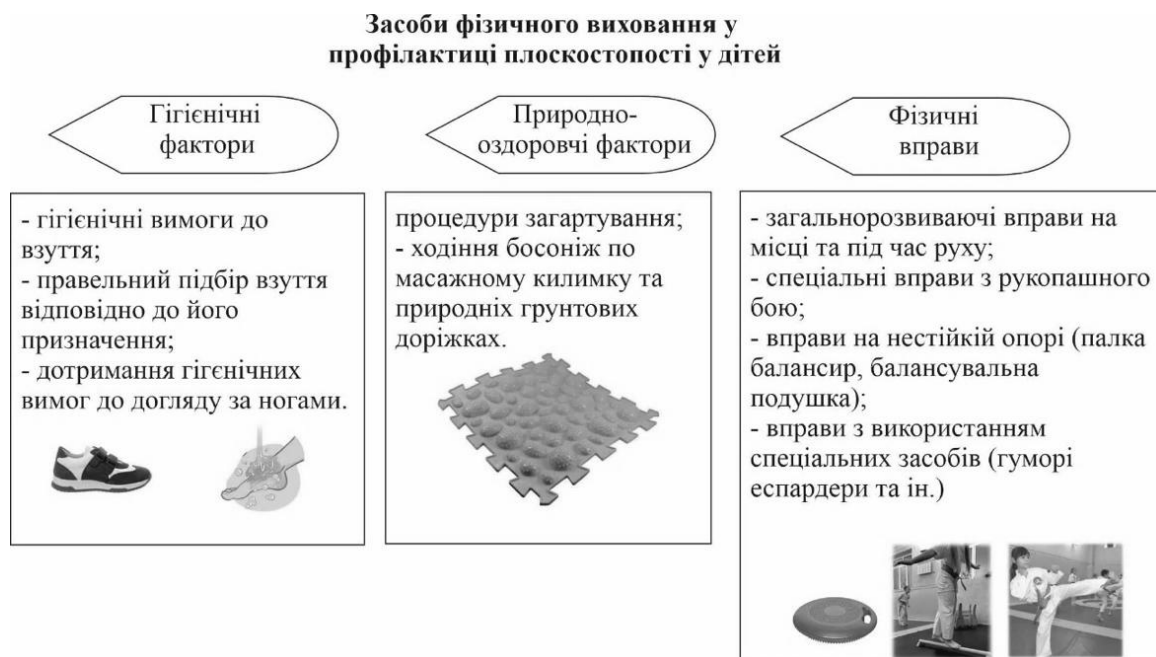 Засоби фізичного виховання у
профілактиці плоскостопості у дітей
Гігієнічні
фактори
- гігієнічні вимоги до
взуття;
- правельний підбір взуття
відповідно до його
призначення;
- дотримання гігєнічних
вимог до догляду за ногами.
Природно-
оздоровчі фактори
процедури загартування;
- ходіння босоніж по
масажному килимку та
природніх грунтових
доріжках.
Фізичні
вправи
- загальнорозвиваючі вправи на
місці та під час руху;
- спеціальні вправи з рукопашного
бою;
- вправи на нестійкій опорі (палка
балансир, балансувальна
подушка);
- вправи з використанням
спеціальних засобів (гуморі
еспардери та ін.)